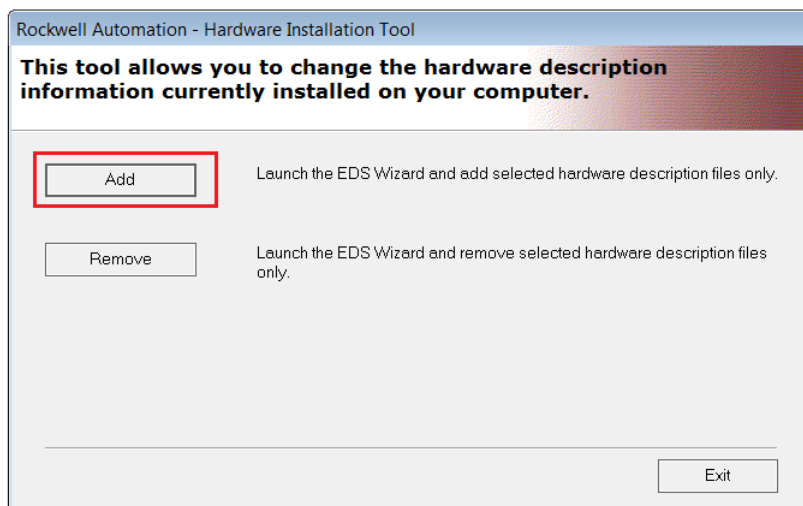 Rockwell Automation - Hardware Installation Tool
This tool allows you to change the hardware description
information currently installed on your computer.
Add
Launch the EDS Wizard and add selected hardware description files only.
Remove
Launch the EDS Wizard and remove selected hardware description files
only.
Exit